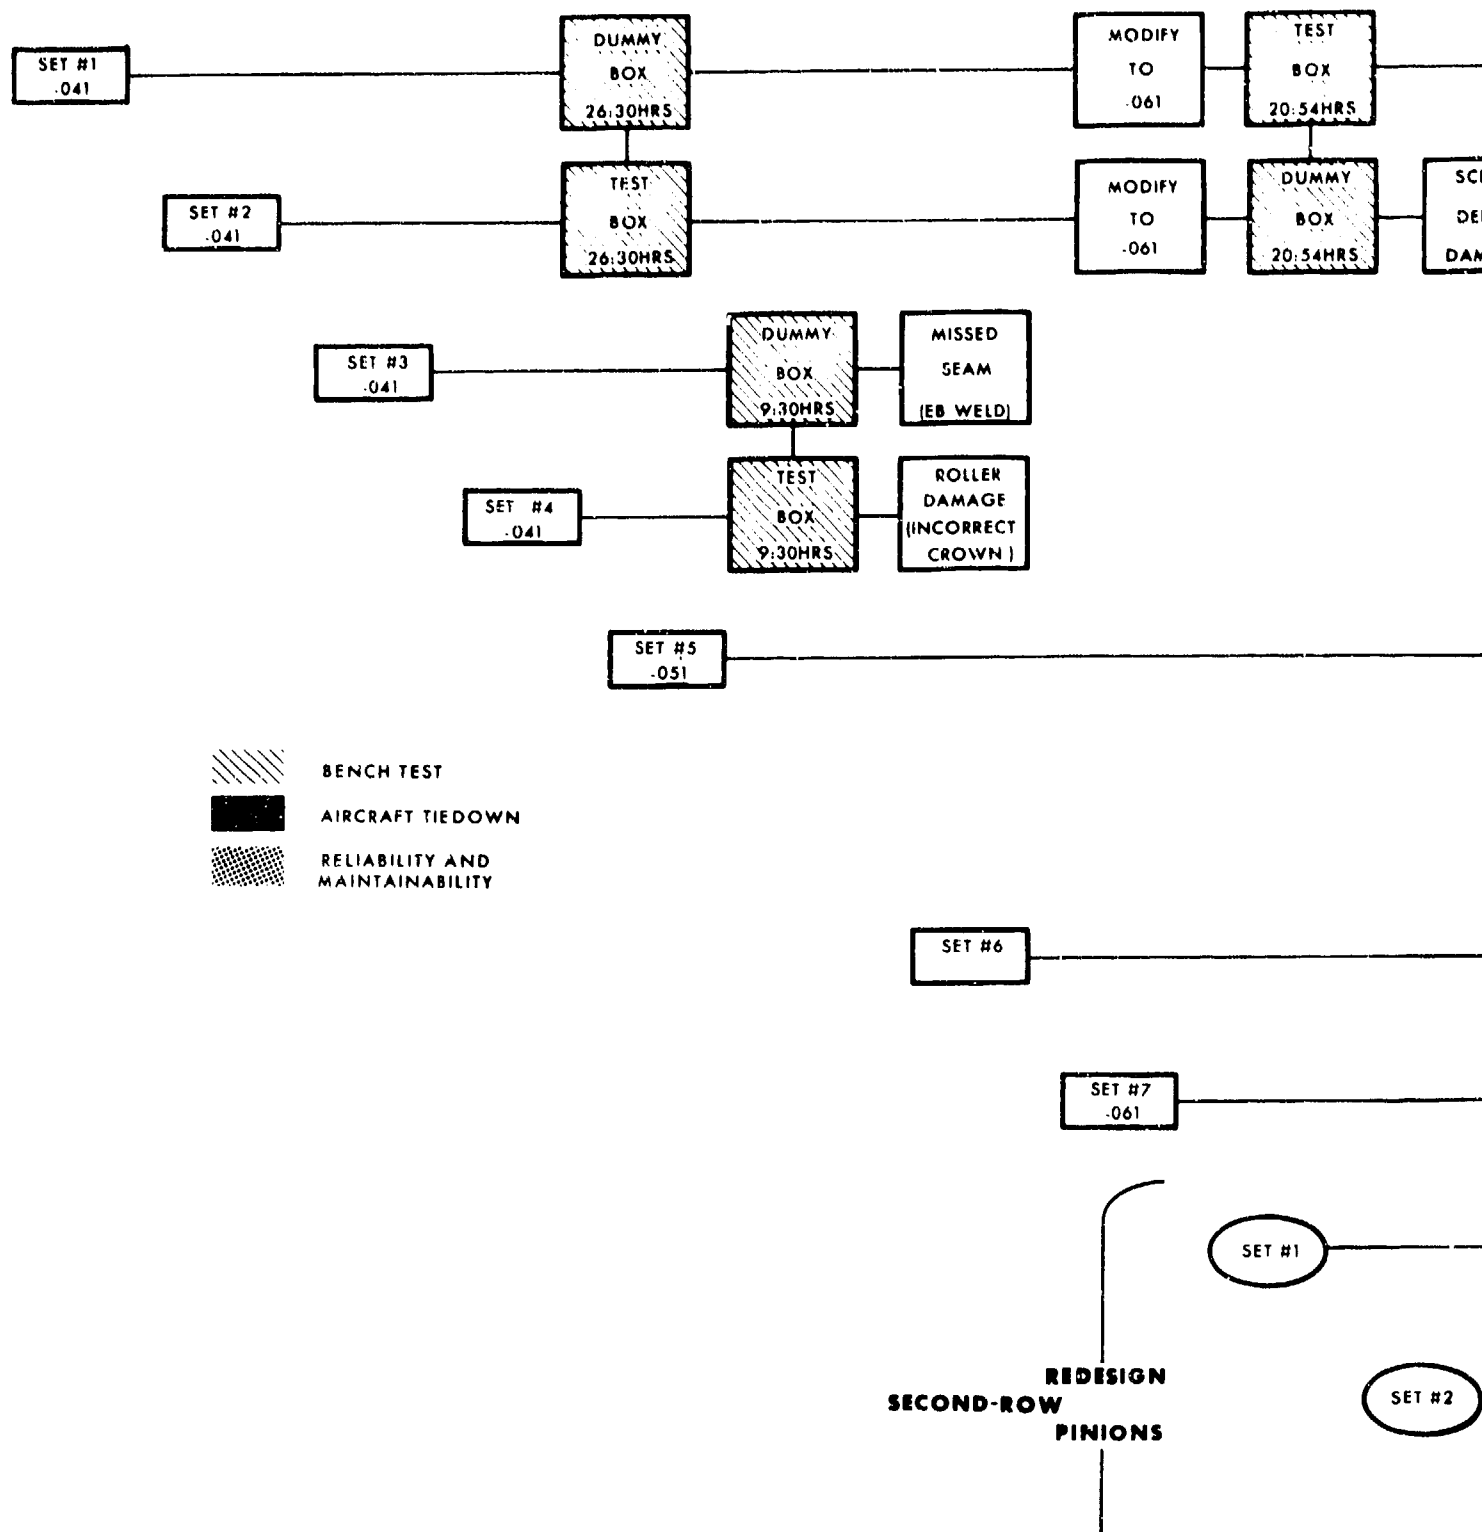 SET #1
-041
DUMMY
BOX
26:30HRS
MODIFY
TO
-061
TEST
BOX
20:54HRS
SET #2
-041
TEST
BOX
26:30HRS
MODIFY
TO
-061
DUMMY
BOX
20:54HRS
SET #3
-041
DUMMY
BOX
9:30HRS
MISSED
SEAM
(EB WELD)
SET #4
-041
TEST
BOX
9:30HRS
ROLLER
DAMAGE
(INCORRECT
CROWN )
SET #5
-051
BENCH TEST
AIRCRAFT TIEDOWN
RELIABILITY AND
MAINTAINABILITY
SET #6
SET #7
-061
SET #1
REDESIGN
SECOND-ROW
PINIONS
SET #2